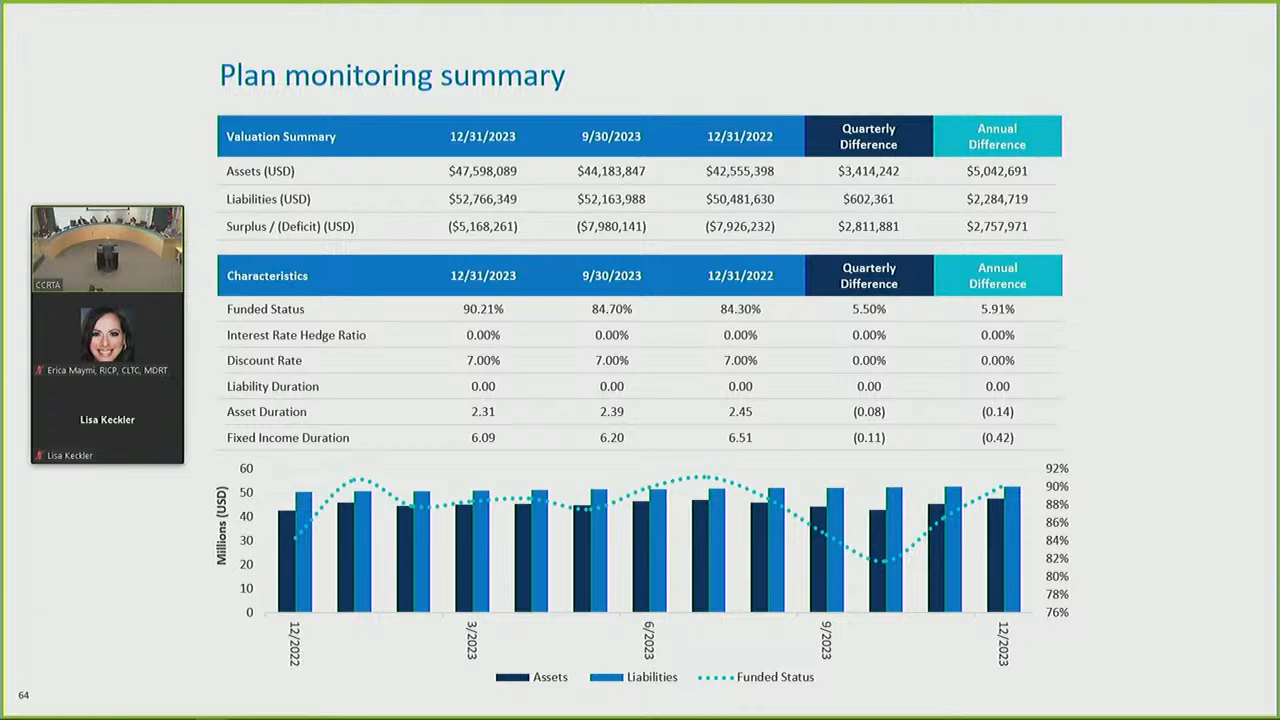 Plan monitoring summary
Valuation Summary 12/31/2023 9/30/2023 12/31/2022 Quarterly Difference Annual Difference
Assets (USD) $47,598,089 $44,183,847 $42,555,398 $3,414,242 $5,042,691
Liabilities (USD) $52,766,349 $52,163,988 $50,481,630 $602,361 $2,284,719
Surplus / (Deficit) (USD) ($5,168,261) ($7,980,141) ($7,926,232) $2,811,881 $2,757,971
Characteristics 12/31/2023 9/30/2023 12/31/2022 Quarterly Difference Annual Difference
Funded Status 90.21% 84.70% 84.30% 5.50% 5.91%
Interest Rate Hedge Ratio 0.00% 0.00% 0.00% 0.00% 0.00%
Discount Rate 7.00% 7.00% 7.00% 0.00% 0.00%
Liability Duration 0.00 0.00 0.00 0.00 0.00
Asset Duration 2.31 2.39 2.45 (0.08) (0.14)
Fixed Income Duration 6.09 6.20 6.51 (0.11) (0.42)
CCRTA
Erica Maymi, RICP, CLTC, MDRT
Lisa Keckler
Lisa Keckler
Millions (USD)
60
50
40
30
20
10
0
92%
90%
88%
86%
84%
82%
80%
78%
76%
12/2022
3/2023
6/2023
9/2023
12/2023
Assets Liabilities Funded Status
64